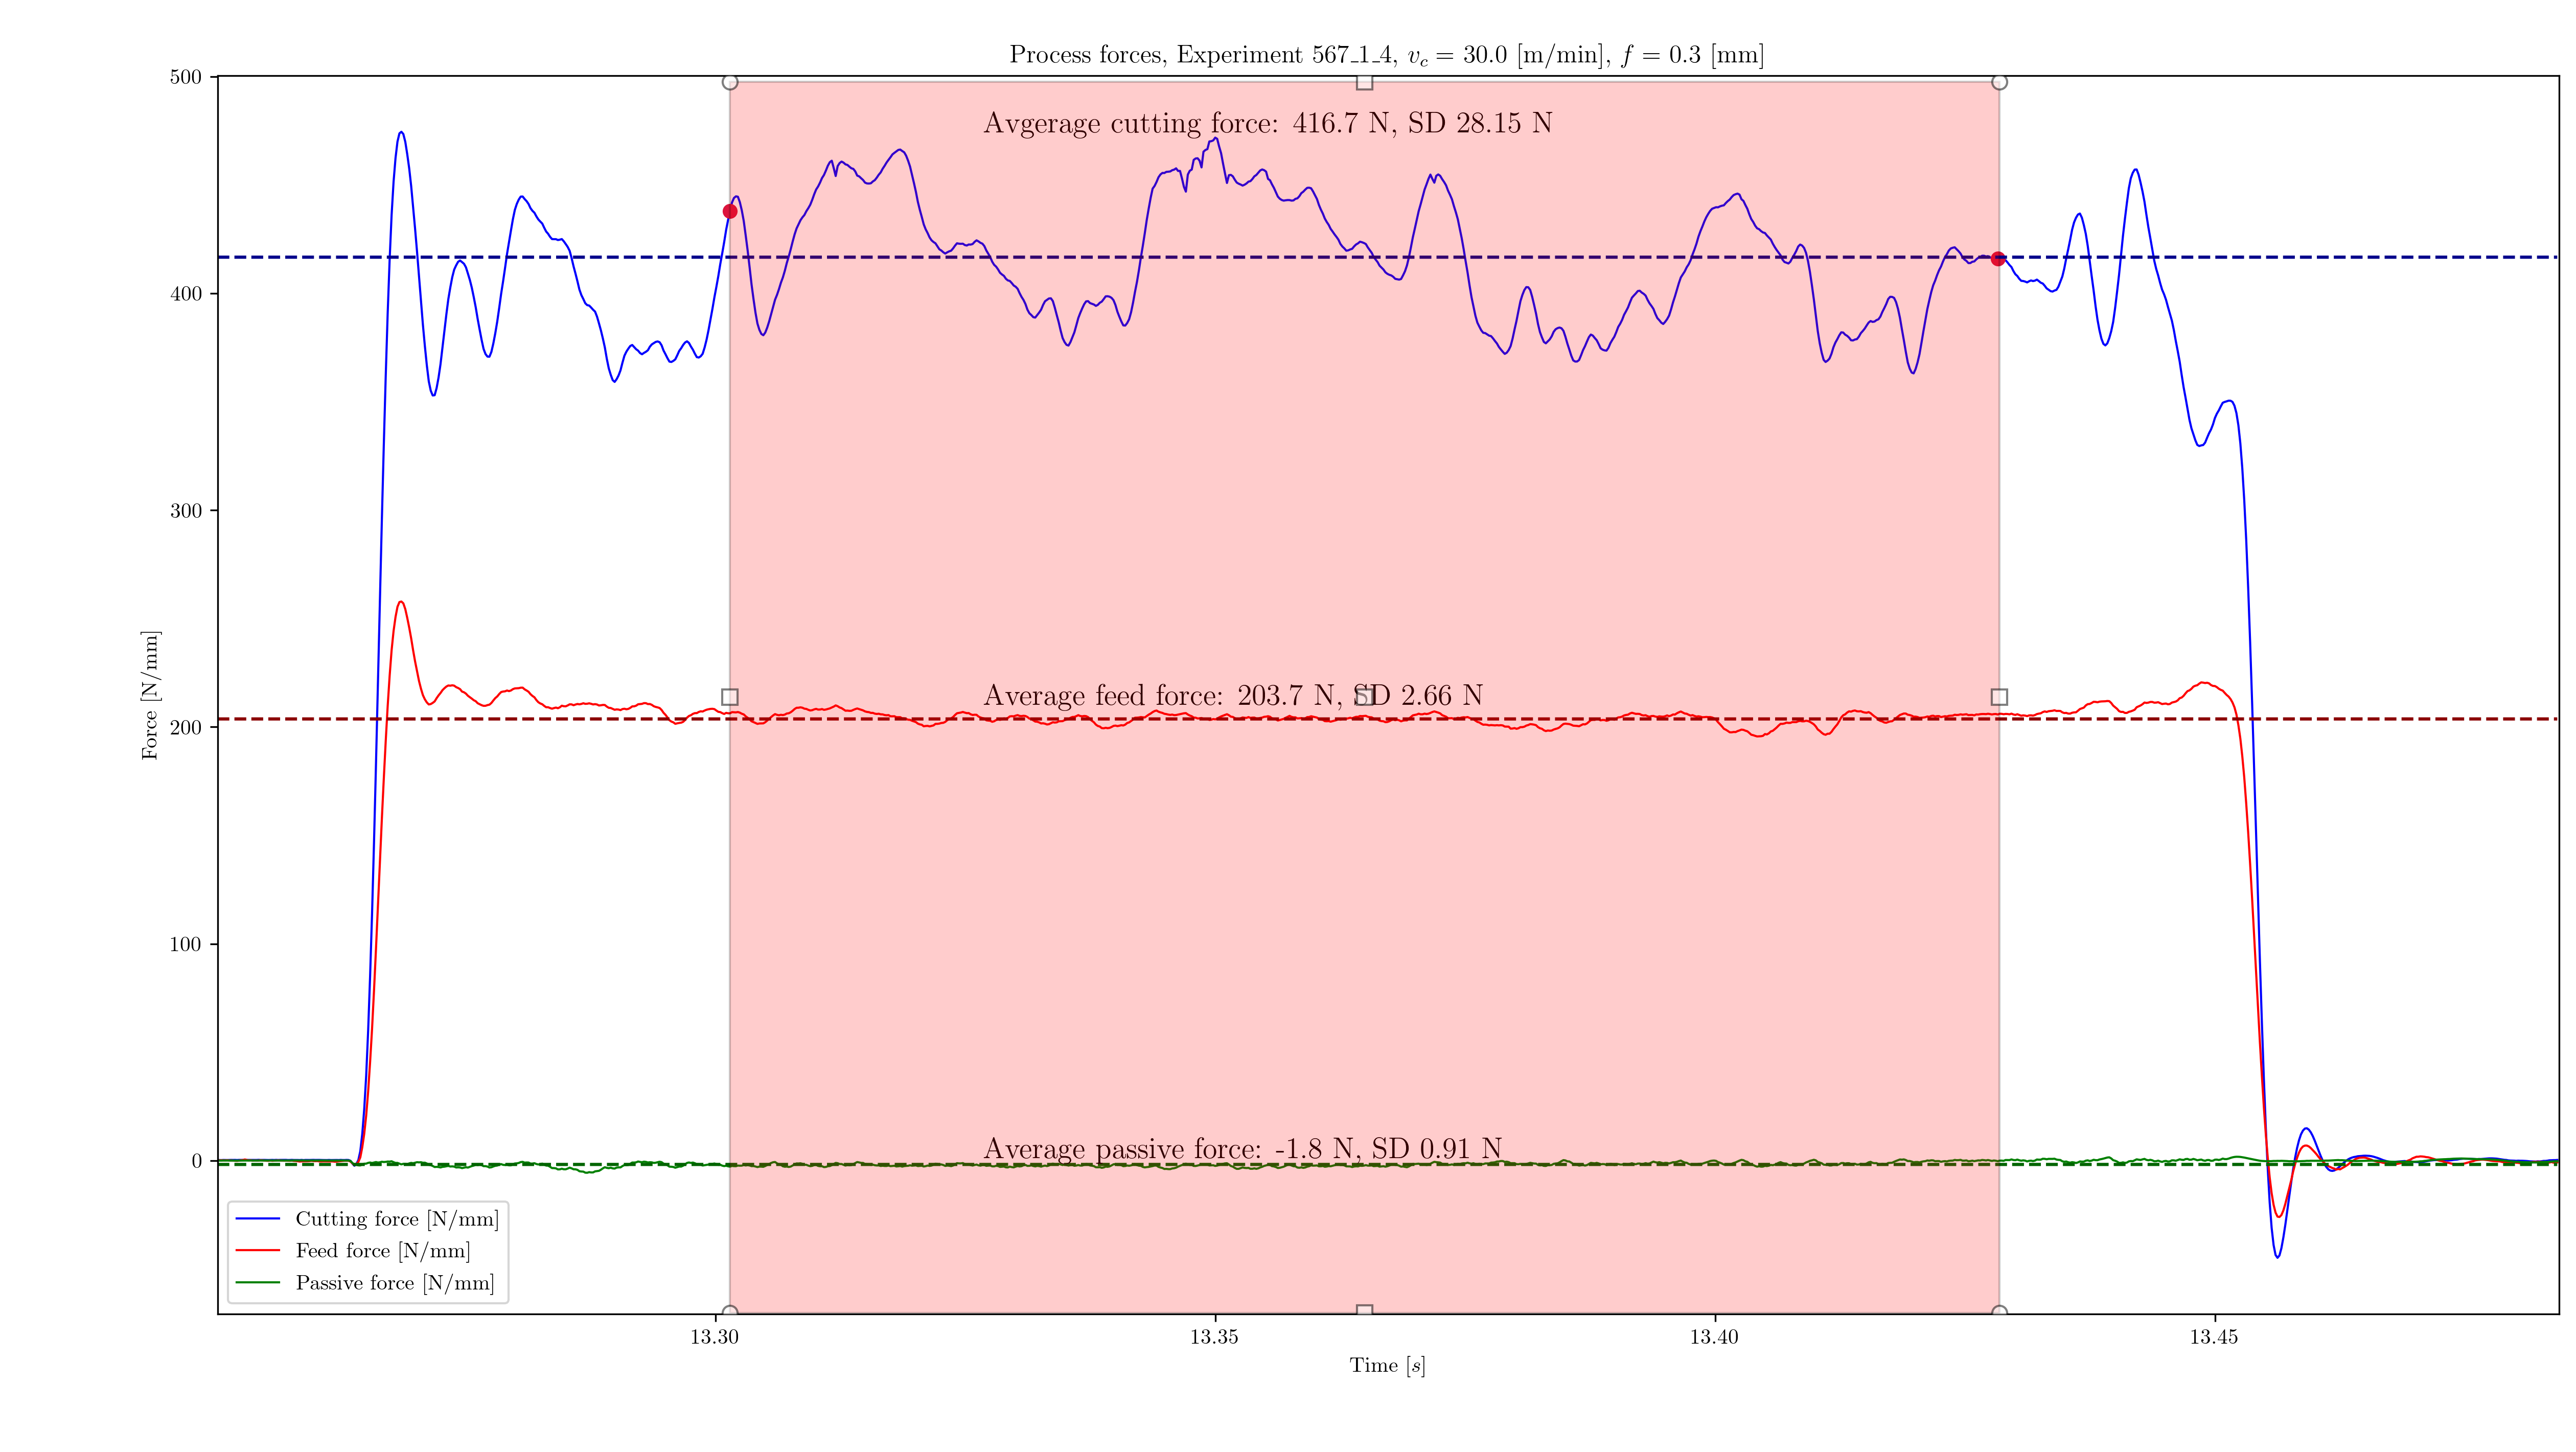 Process forces, Experiment 567_1_4, v_c = 30.0 [m/min], f = 0.3 [mm]
500
400
300
200
100
0
Force [N/mm]
Avgerage cutting force: 416.7 N, SD 28.15 N
Average feed force: 203.7 N, SD 2.66 N
Average passive force: -1.8 N, SD 0.91 N
Cutting force [N/mm]
Feed force [N/mm]
Passive force [N/mm]
13.30
13.35
13.40
13.45
Time [s]